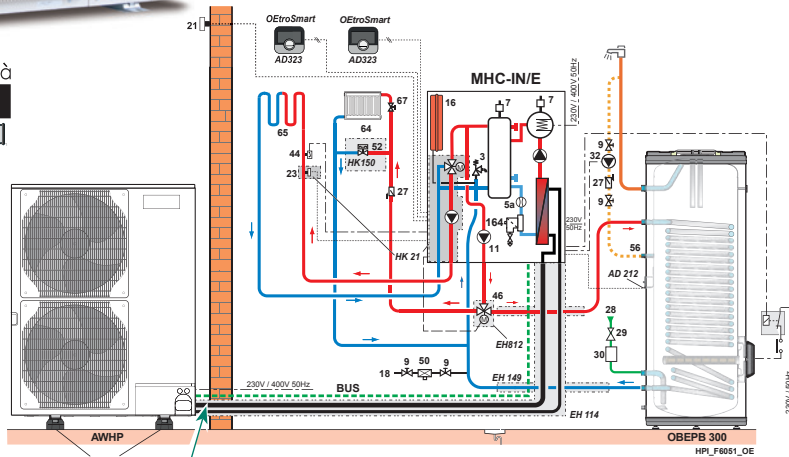 à
21
OEtroSmart
OEtroSmart
AD323
AD323
MHC-IN/E
230V / 400V 50Hz
16
7
7
67
64
65
52
HK150
44
23
27
3
5a
164
11
230V
50Hz
HK 21
46
EH812
9
32
27
9
56
AD 212
28
29
30
18
9
50
9
EH 149
230V / 400V 50Hz
BUS
EH 114
AWHP
OBEPB 300
230V / 50Hz
HPI_F6051_OE